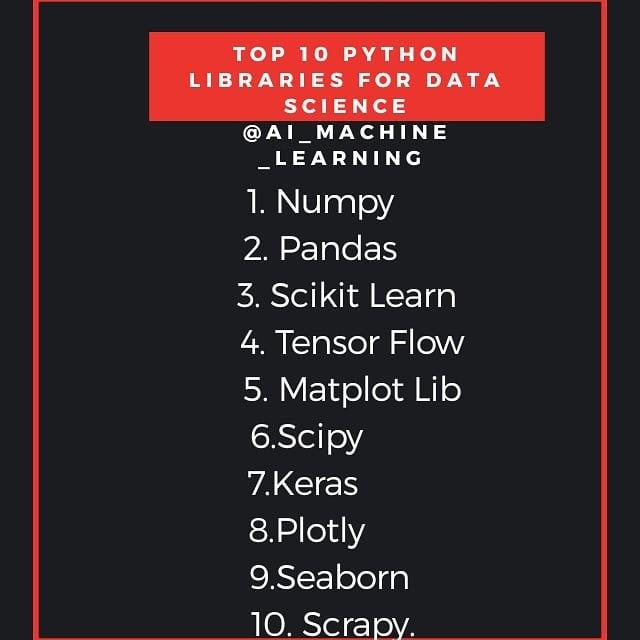 TOP 10 PYTHON
LIBRARIES FOR DATA
SCIENCE
@AI_MACHINE
_LEARNING
1. Numpy
2. Pandas
3. Scikit Learn
4. Tensor Flow
5. Matplot Lib
6.Scipy
7.Keras
8.Plotly
9.Seaborn
10. Scrapy.